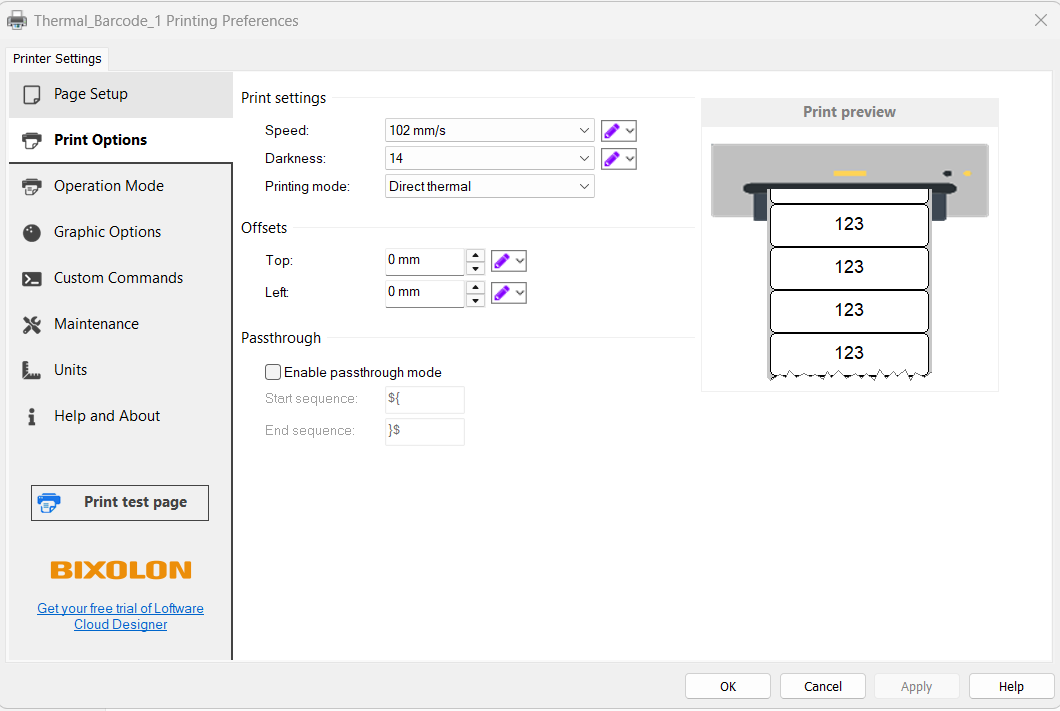 Thermal_Barcode_1 Printing Preferences
Printer Settings
Page Setup
Print Options
Operation Mode
Graphic Options
Custom Commands
Maintenance
Units
Help and About
Print test page
BIXOLON
Get your free trial of Loftware
Cloud Designer
Print settings
Speed: 102 mm/s
Darkness: 14
Printing mode: Direct thermal
Offsets
Top: 0 mm
Left: 0 mm
Passthrough
Enable passthrough mode
Start sequence: ${
End sequence: }$
Print preview
123
123
123
123
OK Cancel Apply Help